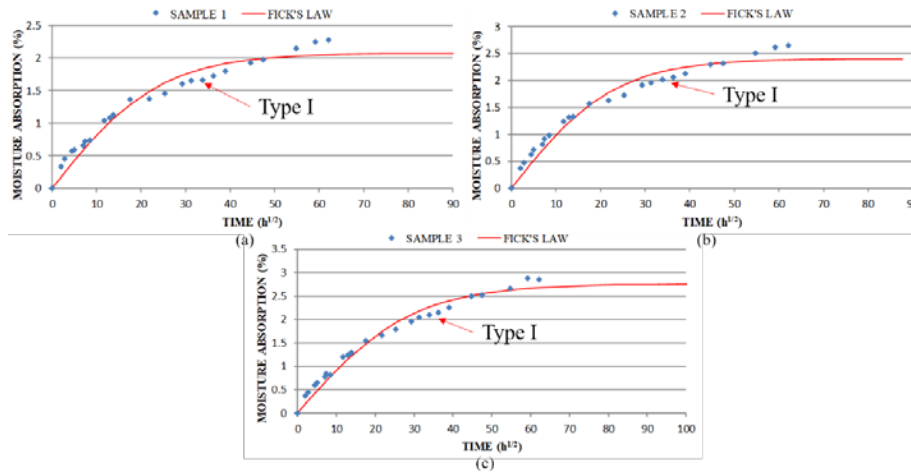 SAMPLE 1 FICK'S LAW
MOISTURE ABSORPTION (%)
2.5
2
1.5
1
0.5
0
Type I
0 10 20 30 40 50 60 70 80 90
TIME (h^1/2)
(a)
SAMPLE 2 FICK'S LAW
MOISTURE ABSORPTION (%)
3
2.5
2
1.5
1
0.5
0
Type I
0 10 20 30 40 50 60 70 80 90
TIME (h^1/2)
(b)
SAMPLE 3 FICK'S LAW
MOISTURE ABSORPTION (%)
3.5
3
2.5
2
1.5
1
0.5
0
Type I
0 10 20 30 40 50 60 70 80 90 100
TIME (h^1/2)
(c)